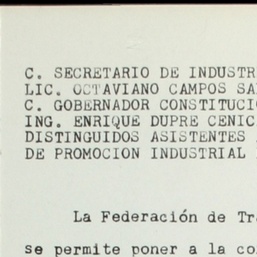 C. SECRETARIO DE INDUSTR
LIC. OCTAVIANO CAMPOS SA
C. GOBERNADOR CONSTITUCI
ING. ENRIQUE DUPRE CENIC
DISTINGUIDOS ASISTENTES
DE PROMOCION INDUSTRIAL
La Federación de Tr
se permite poner a la co